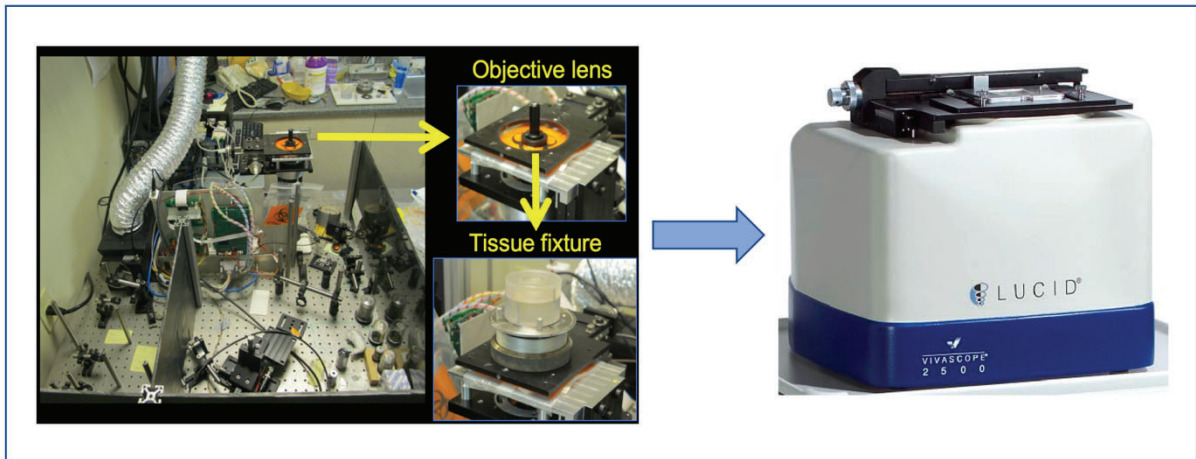 Objective lens
Tissue fixture
LUCID®
VIVASCOPE®
2500